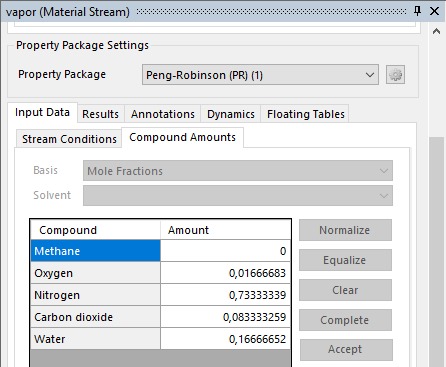 vapor (Material Stream)
Property Package Settings
Property Package Peng-Robinson (PR) (1)
Input Data Results Annotations Dynamics Floating Tables
Stream Conditions Compound Amounts
Basis Mole Fractions
Solvent
Compound Amount Normalize
Methane 0
Oxygen 0,01666683 Equalize
Nitrogen 0,73333339 Clear
Carbon dioxide 0,083333259 Complete
Water 0,16666652 Accept